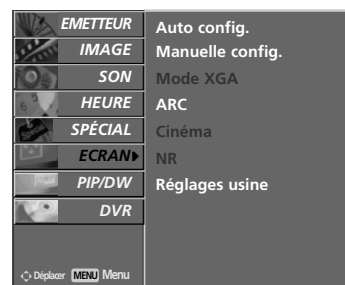 EMETTEUR
IMAGE
SON
HEURE
SPÉCIAL
ECRAN
PIP/DW
DVR
Déplacer MENU Menu
Auto config.
Manuelle config.
Mode XGA
ARC
Cinéma
NR
Réglages usine